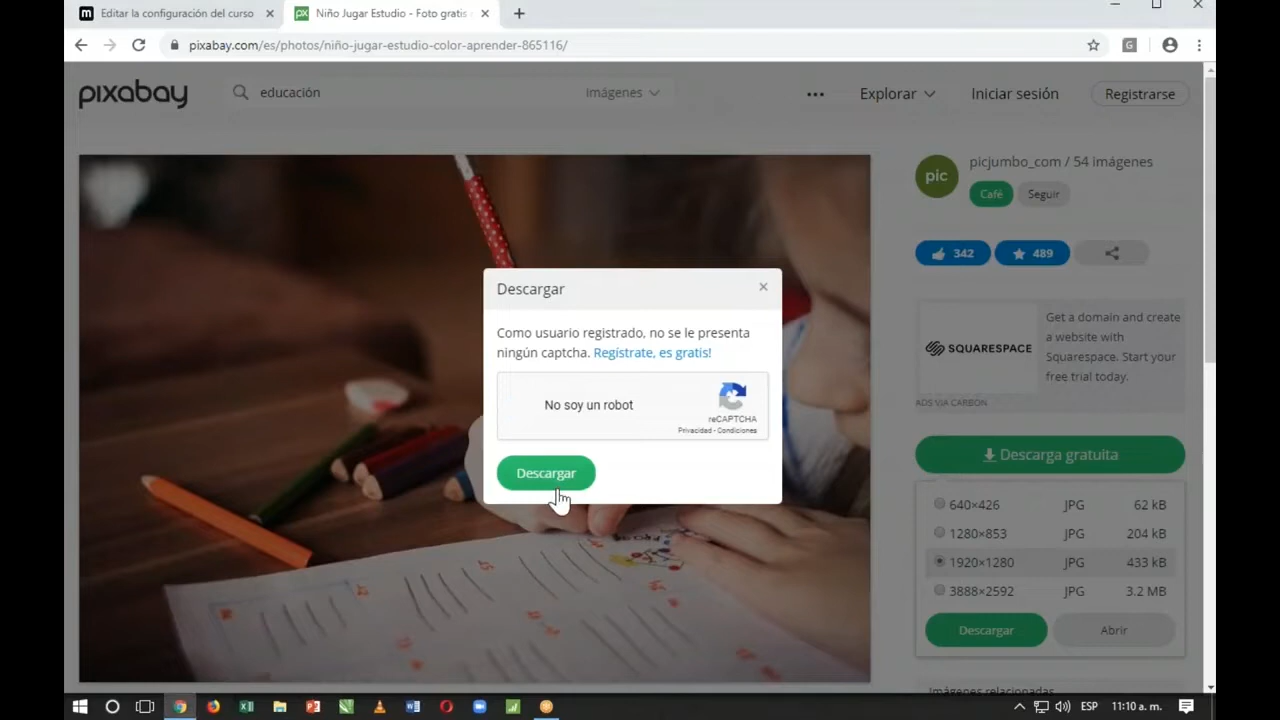 Editar la configuración del curso
Niño Jugar Estudio - Foto gratis
pixabay.com/es/photos/niño-jugar-estudio-color-aprender-865116/
pixabay
educación
Imágenes
Explorar
Iniciar sesión
Registrarse
pic
picjumbo_com / 54 imágenes
Café
Seguir
342
489
SQUARESPACE
Get a domain and create
a website with
Squarespace. Start your
free trial today.
ADS VIA CARBON
Descargar
Como usuario registrado, no se le presenta
ningún captcha. Regístrate, es gratis!
No soy un robot
reCAPTCHA
Privacidad - Condiciones
Descargar
Descarga gratuita
640×426 JPG 62 kB
1280×853 JPG 204 kB
1920×1280 JPG 433 kB
3888×2592 JPG 3.2 MB
Descargar
Abrir
Imágenes relacionadas
ESP
11:10 a. m.